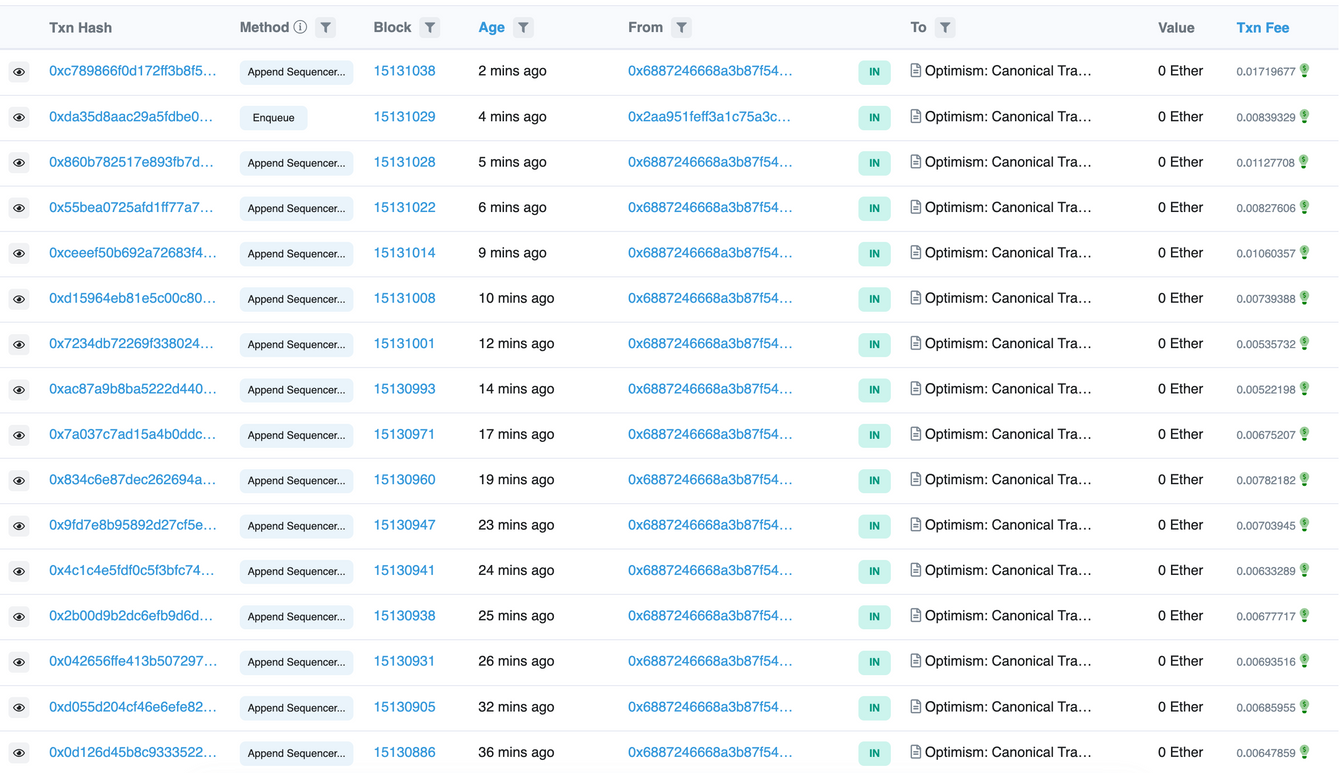 Txn Hash Method Block Age From To Value Txn Fee
0xc789866f0d172ff3b8f5... Append Sequencer... 15131038 2 mins ago 0x6887246668a3b87f54... IN Optimism: Canonical Tra... 0 Ether 0.01719677
0xda35d8aac29a5fdbe0... Enqueue 15131029 4 mins ago 0x2aa951feff3a1c75a3c... IN Optimism: Canonical Tra... 0 Ether 0.00839329
0x860b782517e893fb7d... Append Sequencer... 15131028 5 mins ago 0x6887246668a3b87f54... IN Optimism: Canonical Tra... 0 Ether 0.01127708
0x55bea0725afd1ff77a7... Append Sequencer... 15131022 6 mins ago 0x6887246668a3b87f54... IN Optimism: Canonical Tra... 0 Ether 0.00827606
0xceeef50b692a72683f4... Append Sequencer... 15131014 9 mins ago 0x6887246668a3b87f54... IN Optimism: Canonical Tra... 0 Ether 0.01060357
0xd15964eb81e5c00c80... Append Sequencer... 15131008 10 mins ago 0x6887246668a3b87f54... IN Optimism: Canonical Tra... 0 Ether 0.00739388
0x7234db72269f338024... Append Sequencer... 15131001 12 mins ago 0x6887246668a3b87f54... IN Optimism: Canonical Tra... 0 Ether 0.00535732
0xac87a9b8ba5222d440... Append Sequencer... 15130993 14 mins ago 0x6887246668a3b87f54... IN Optimism: Canonical Tra... 0 Ether 0.00522198
0x7a037c7ad15a4b0ddc... Append Sequencer... 15130971 17 mins ago 0x6887246668a3b87f54... IN Optimism: Canonical Tra... 0 Ether 0.00675207
0x834c6e87dec262694a... Append Sequencer... 15130960 19 mins ago 0x6887246668a3b87f54... IN Optimism: Canonical Tra... 0 Ether 0.00782182
0x9fd7e8b95892d27cf5e... Append Sequencer... 15130947 23 mins ago 0x6887246668a3b87f54... IN Optimism: Canonical Tra... 0 Ether 0.00703945
0x4c1c4e5fdf0c5f3bfc74... Append Sequencer... 15130941 24 mins ago 0x6887246668a3b87f54... IN Optimism: Canonical Tra... 0 Ether 0.00633289
0x2b00d9b2dc6efb9d6d... Append Sequencer... 15130938 25 mins ago 0x6887246668a3b87f54... IN Optimism: Canonical Tra... 0 Ether 0.00677717
0x042656ffe413b507297... Append Sequencer... 15130931 26 mins ago 0x6887246668a3b87f54... IN Optimism: Canonical Tra... 0 Ether 0.00693516
0xd055d204cf46e6efe82... Append Sequencer... 15130905 32 mins ago 0x6887246668a3b87f54... IN Optimism: Canonical Tra... 0 Ether 0.00685955
0x0d126d45b8c9333522... Append Sequencer... 15130886 36 mins ago 0x6887246668a3b87f54... IN Optimism: Canonical Tra... 0 Ether 0.00647859